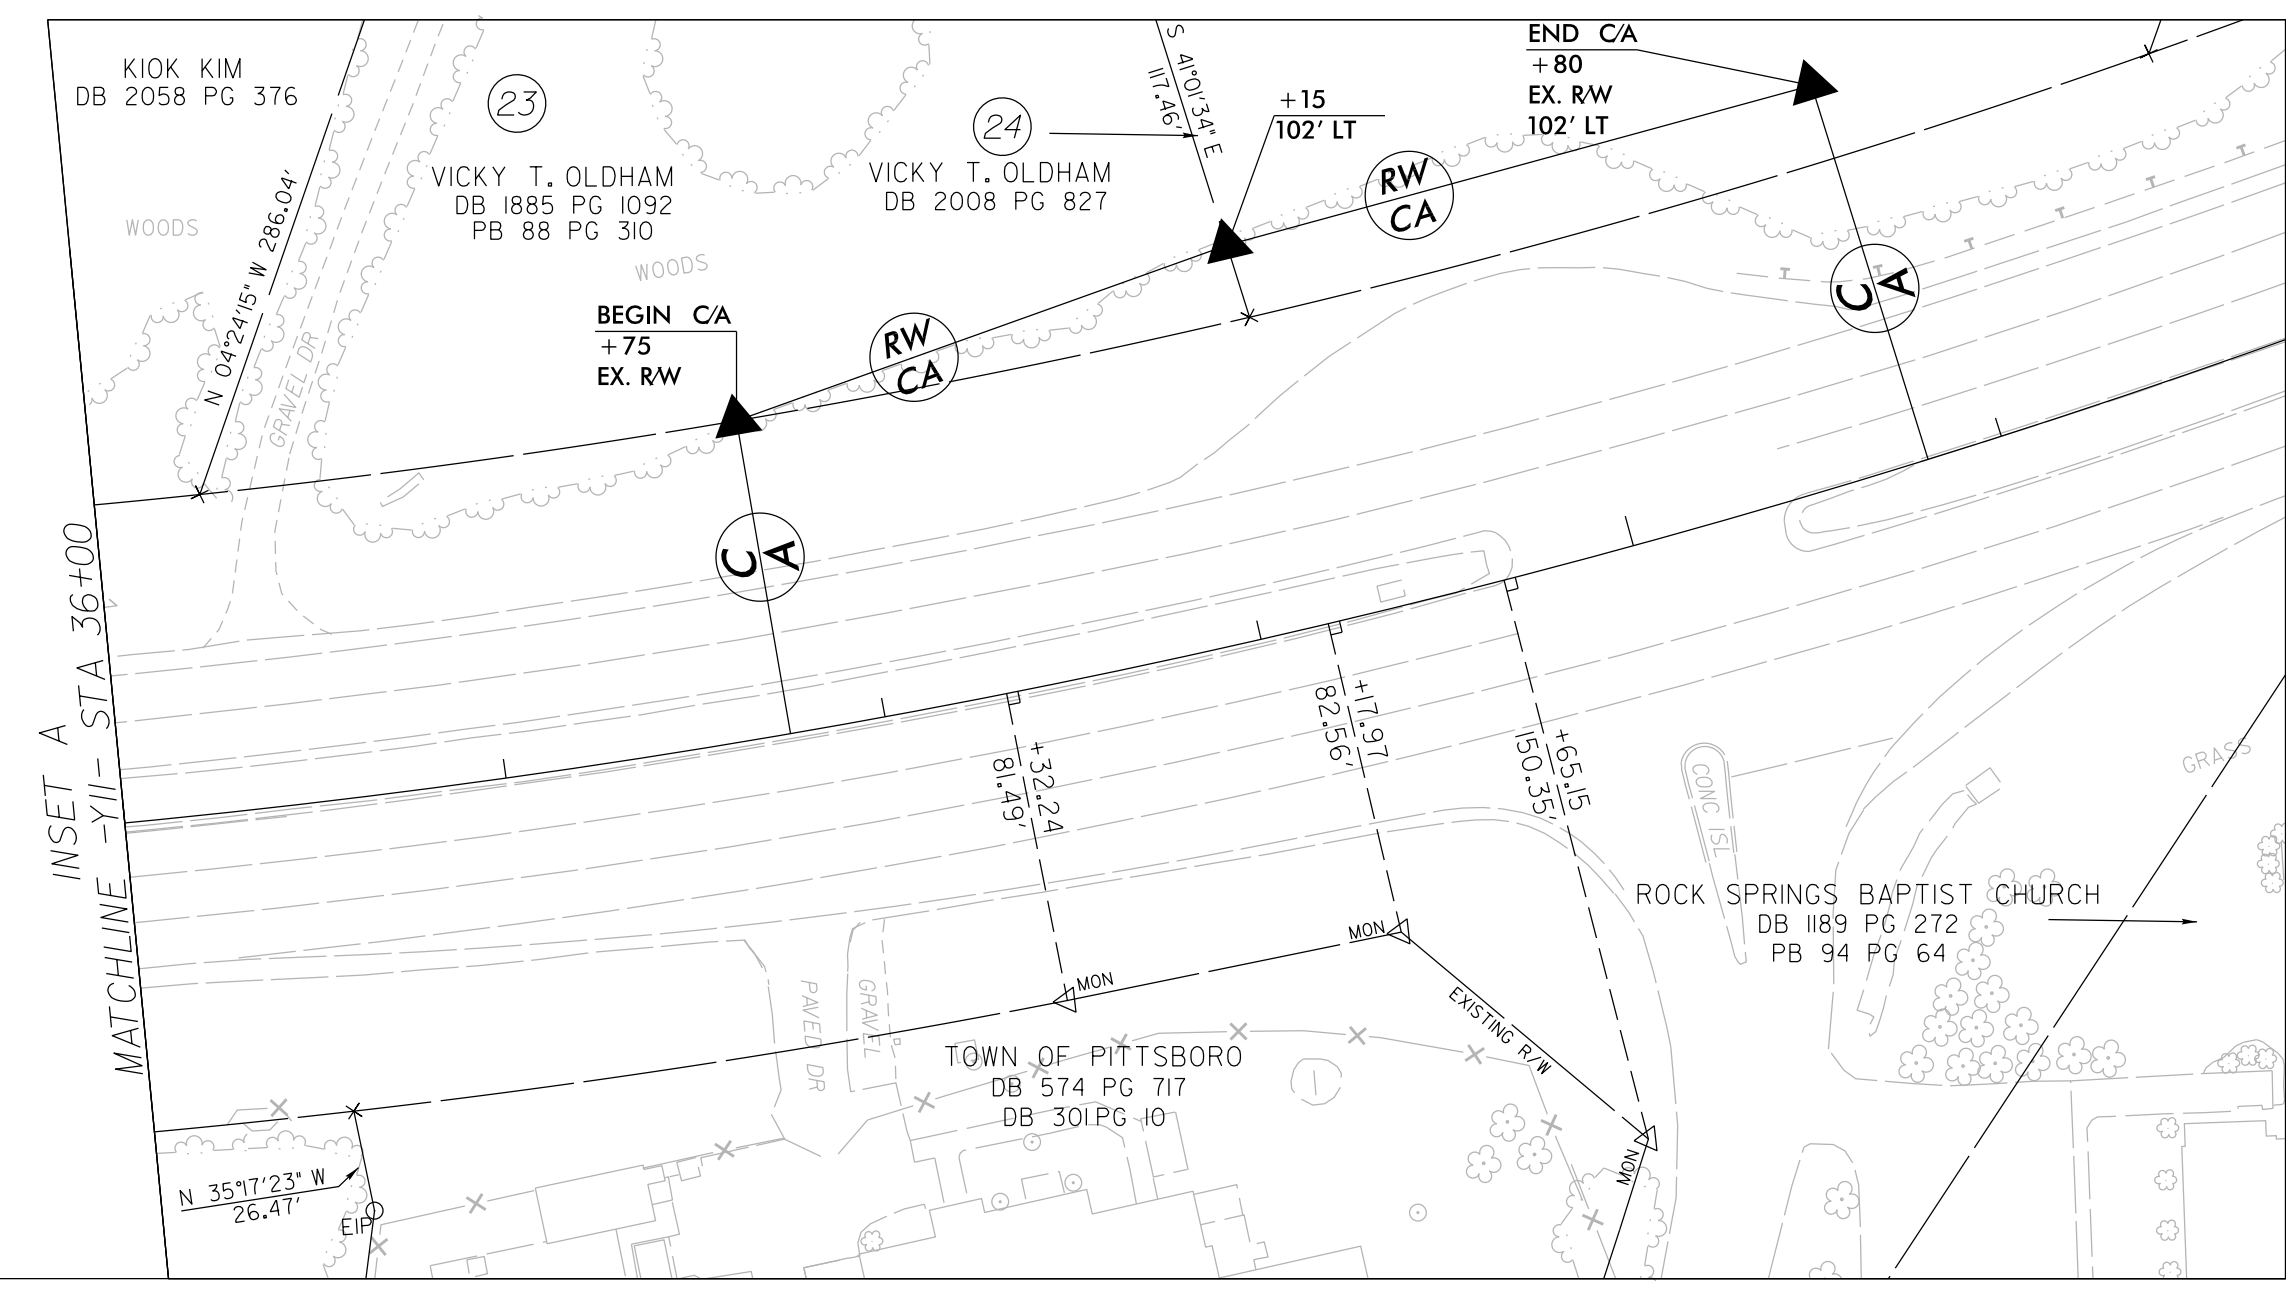 KIOK KIM
DB 2058 PG 376
23
VICKY T. OLDHAM
DB 1885 PG 1092
PB 88 PG 310
24
VICKY T. OLDHAM
DB 2008 PG 827
S 41°01'34" E
117.46'
+15
102' LT
END C/A
+80
EX. R/W
102' LT
WOODS
WOODS
N 04°24'15" W 286.04'
GRAVEL DR
BEGIN C/A
+75
EX. R/W
RW
CA
RW
CA
C
A
C
A
INSET A
MATCHLINE -Y11- STA 36+00
+32.24
81.49'
+17.97
82.56'
+65.15
150.35'
CONC ISL
GRASS
ROCK SPRINGS BAPTIST CHURCH
DB 1189 PG 272
PB 94 PG 64
MON
MON
EXISTING R/W
MON
PAVED DR
GRAVEL
TOWN OF PITTSBORO
DB 574 PG 717
DB 301 PG 10
N 35°17'23" W
26.47'
EIP